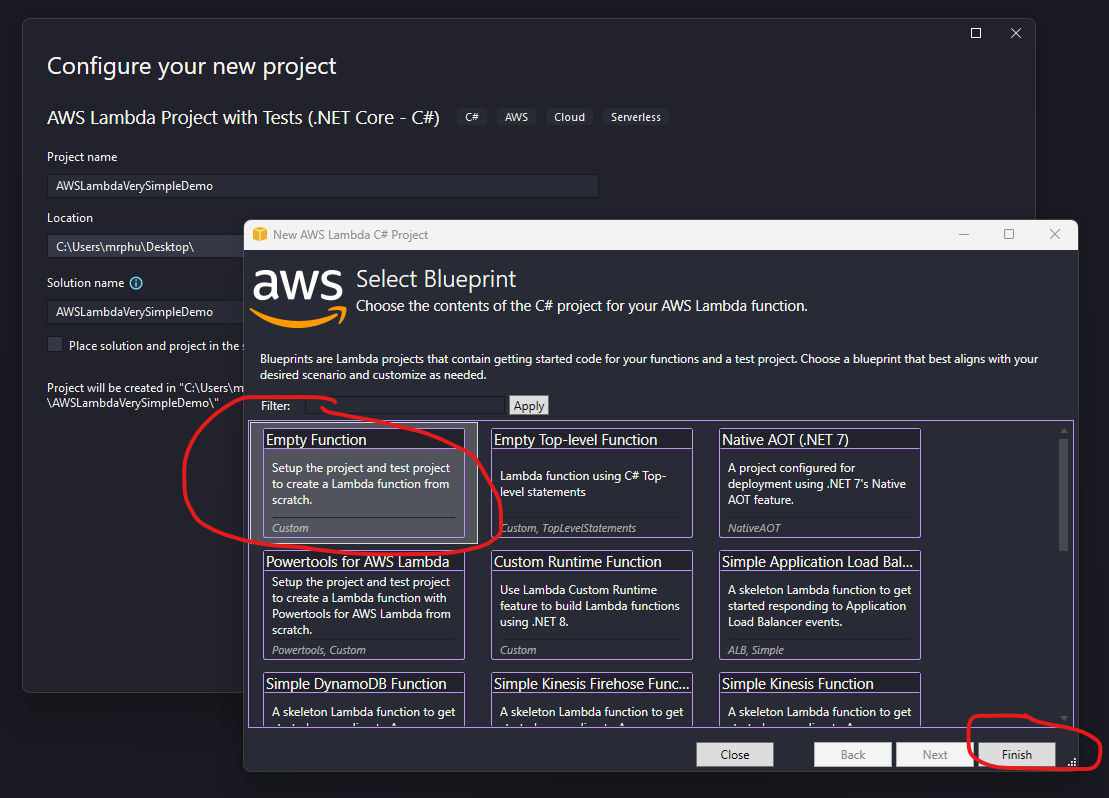 Configure your new project
AWS Lambda Project with Tests (.NET Core - C#) C# AWS Cloud Serverless
Project name
AWSLambdaVerySimpleDemo
Location
C:\Users\mrphu\Desktop\
Solution name
AWSLambdaVerySimpleDemo
Place solution and project in the s
Project will be created in "C:\Users\m
\AWSLambdaVerySimpleDemo\"
New AWS Lambda C# Project
aws
Select Blueprint
Choose the contents of the C# project for your AWS Lambda function.
Blueprints are Lambda projects that contain getting started code for your functions and a test project. Choose a blueprint that best aligns with your
desired scenario and customize as needed.
Filter: Apply
Empty Function
Setup the project and test project
to create a Lambda function from
scratch.
Custom
Empty Top-level Function
Lambda function using C# Top-
level statements
Custom, TopLevelStatements
Native AOT (.NET 7)
A project configured for
deployment using .NET 7's Native
AOT feature.
NativeAOT
Powertools for AWS Lambda
Setup the project and test project
to create a Lambda function with
Powertools for AWS Lambda from
scratch.
Powertools, Custom
Custom Runtime Function
Use Lambda Custom Runtime
feature to build Lambda functions
using .NET 8.
Custom
Simple Application Load Bal...
A skeleton Lambda function to get
started responding to Application
Load Balancer events.
ALB, Simple
Simple DynamoDB Function
A skeleton Lambda function to get
Simple Kinesis Firehose Func...
A skeleton Lambda function to get
Simple Kinesis Function
A skeleton Lambda function to get
Close Back Next Finish